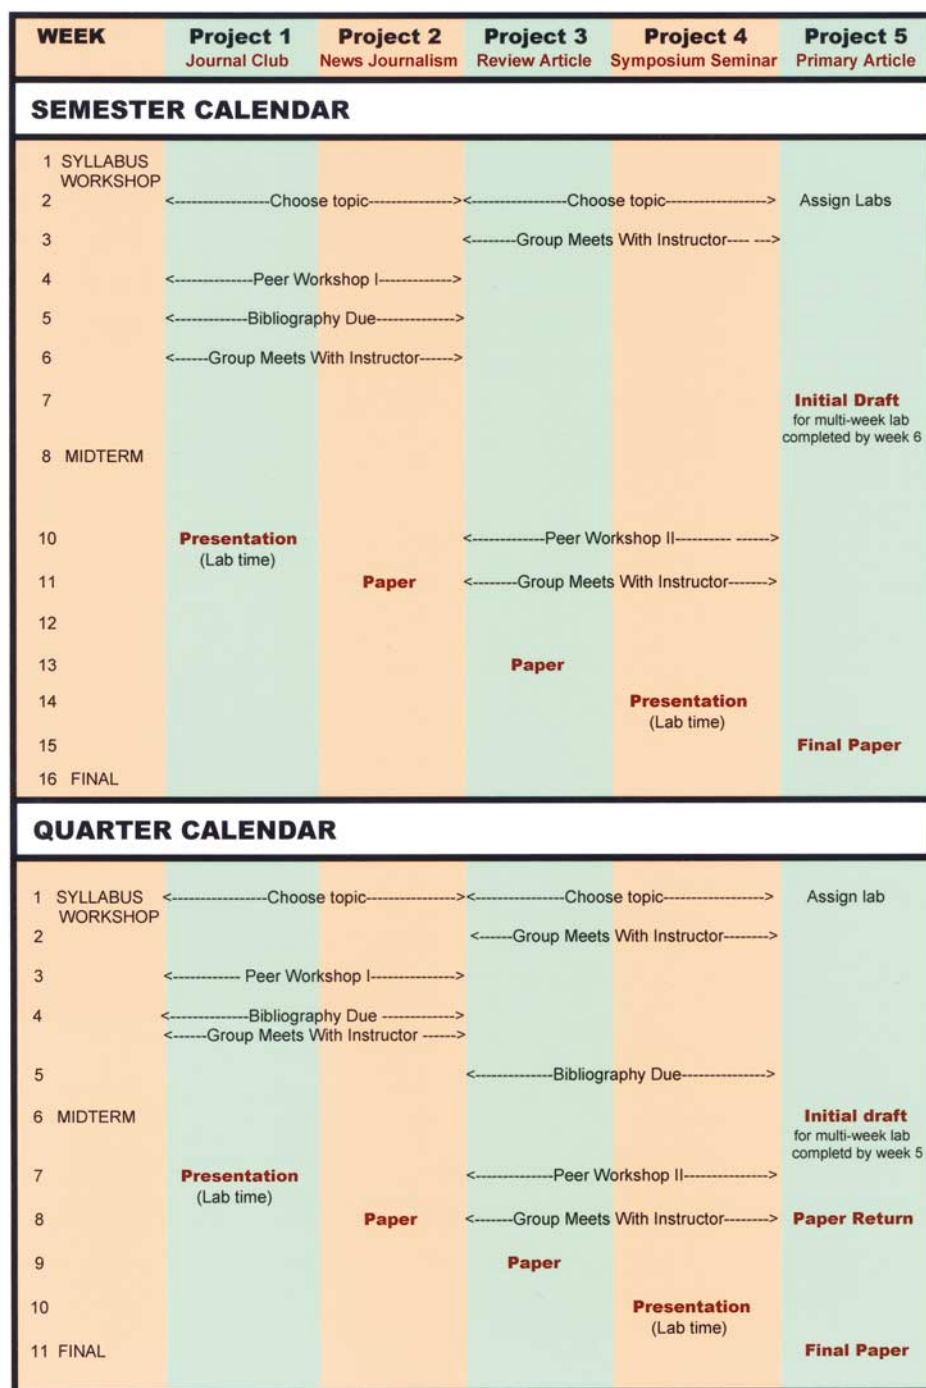 WEEK Project 1 Project 2 Project 3 Project 4 Project 5
Journal Club News Journalism Review Article Symposium Seminar Primary Article
SEMESTER CALENDAR
1 SYLLABUS
WORKSHOP
2 <-------------------Choose topic-----------------> <-------------------Choose topic-----------------> Assign Labs
3 <--------Group Meets With Instructor---- --->
4 <---------------Peer Workshop I-------------->
5 <---------------Bibliography Due--------------->
6 <------Group Meets With Instructor------>
7 Initial Draft
for multi-week lab
completed by week 6
8 MIDTERM
10 Presentation <-------------Peer Workshop II---------- ------>
(Lab time)
11 Paper <--------Group Meets With Instructor------->
12
13 Paper
14 Presentation
(Lab time)
15 Final Paper
16 FINAL
QUARTER CALENDAR
1 SYLLABUS <-------------------Choose topic-----------------> <------------------Choose topic------------------> Assign lab
WORKSHOP
2 <------Group Meets With Instructor-------->
3 <------------- Peer Workshop I--------------->
4 <---------------Bibliography Due -------------->
<------Group Meets With Instructor ------>
5 <--------------Bibliography Due--------------->
6 MIDTERM Initial draft
for multi-week lab
completd by week 5
7 Presentation <--------------Peer Workshop II-------------->
(Lab time)
8 Paper <-------Group Meets With Instructor--------> Paper Return
9 Paper
10 Presentation
(Lab time)
11 FINAL Final Paper